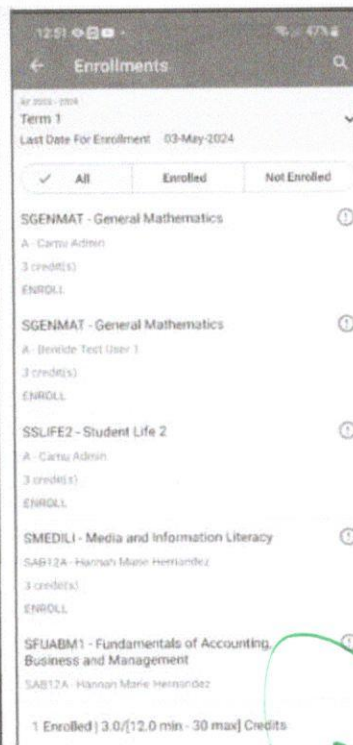 12:51
47%
Enrollments
AY 2023 - 2024
Term 1
Last Date For Enrollment 03-May-2024
All Enrolled Not Enrolled
SGENMAT - General Mathematics
A - Camu Admin
3 credit(s)
ENROLL
SGENMAT - General Mathematics
A - Benilde Test User 1
3 credit(s)
ENROLL
SSLIFE2 - Student Life 2
A - Camu Admin
3 credit(s)
ENROLL
SMEDILI - Media and Information Literacy
SAB12A - Hannah Marie Hernandez
3 credit(s)
ENROLL
SFUABM1 - Fundamentals of Accounting,
Business and Management
SAB12A - Hannah Marie Hernandez
1 Enrolled | 3.0/[12.0 min - 30 max] Credits